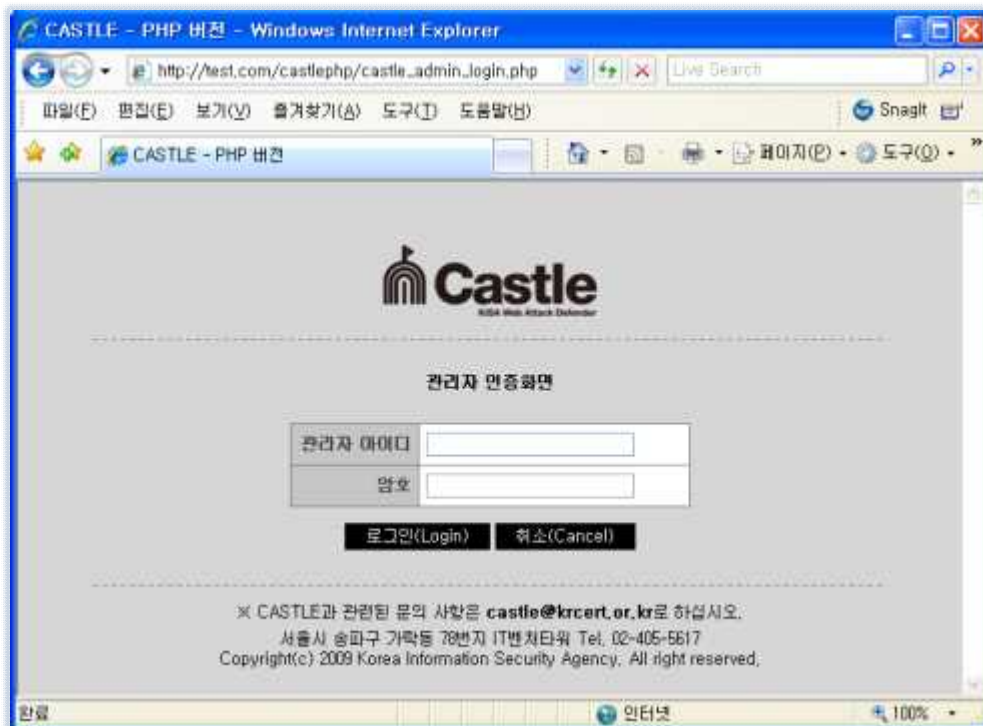 CASTLE - PHP 버전 - Windows Internet Explorer
http://test.com/castlephp/castle_admin_login.php
Live Search
파일(F) 편집(E) 보기(V) 즐겨찾기(A) 도구(T) 도움말(H)
SnagIt
CASTLE - PHP 버전
페이지(P)
도구(O)
Castle
KISA Web Attack Defender
관리자 인증화면
관리자 아이디
암호
로그인(Login)
취소(Cancel)
※ CASTLE과 관련된 문의 사항은 castle@krcert.or.kr로 하십시오.
서울시 송파구 가락동 78번지 IT벤처타워 Tel. 02-405-5617
Copyright(c) 2009 Korea Information Security Agency. All right reserved.
완료
인터넷
100%